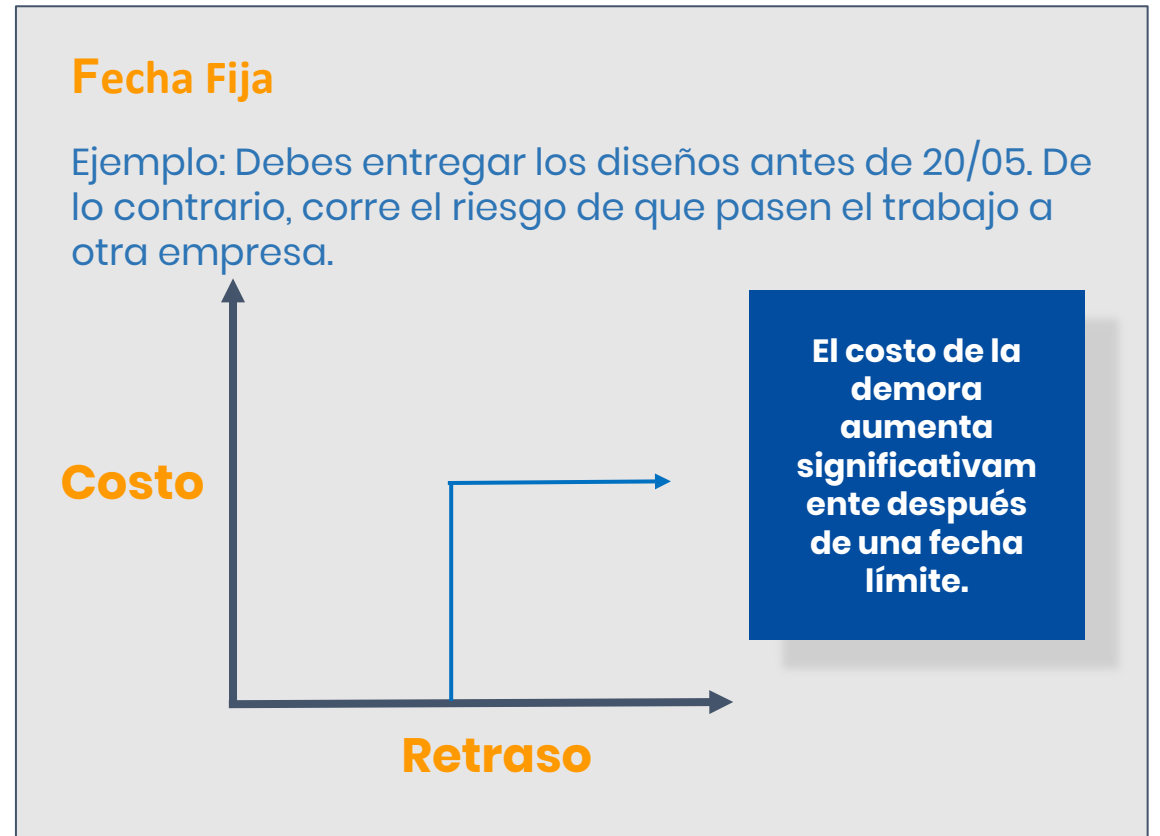 Fecha Fija
Ejemplo: Debes entregar los diseños antes de 20/05. De
lo contrario, corre el riesgo de que pasen el trabajo a
otra empresa.
El costo de la
demora
aumenta
significativam
ente después
de una fecha
límite.
Costo
Retraso